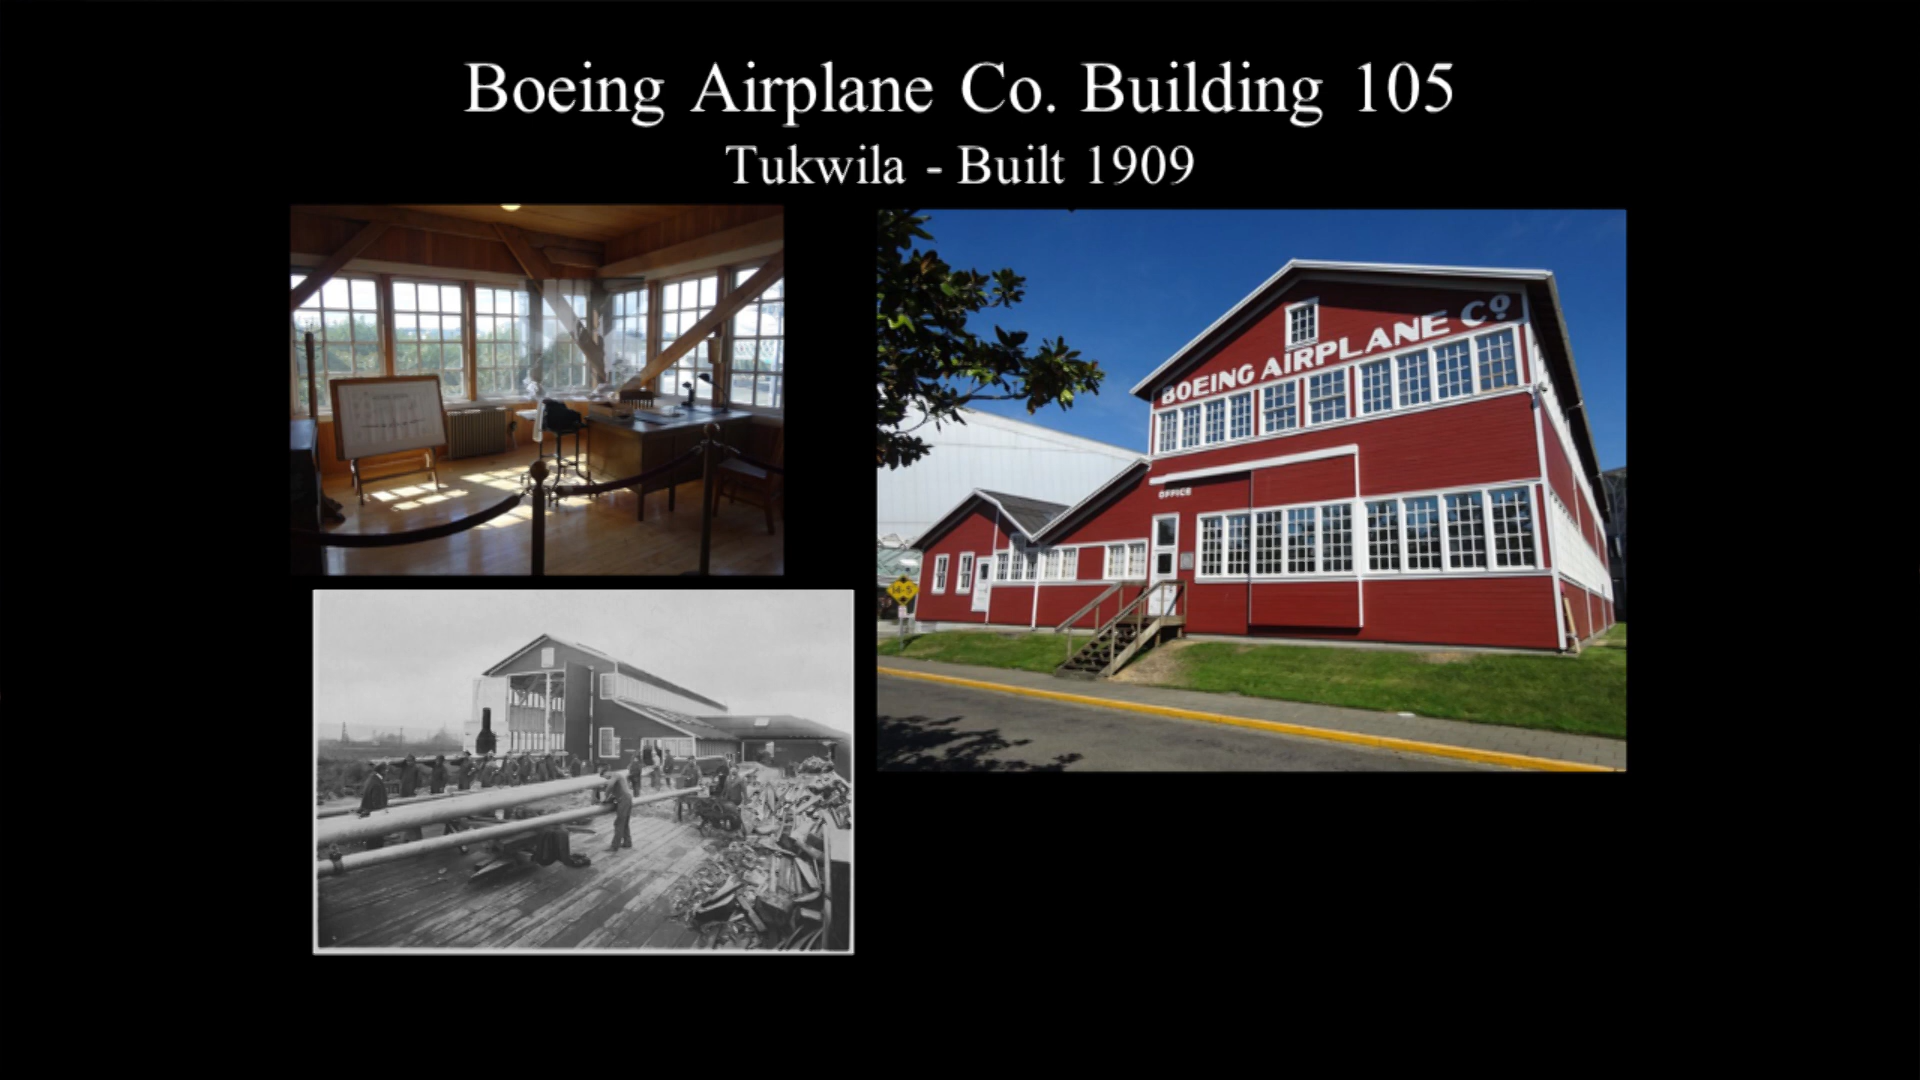 Boeing Airplane Co. Building 105
Tukwila - Built 1909
BOEING AIRPLANE Cº
OFFICE